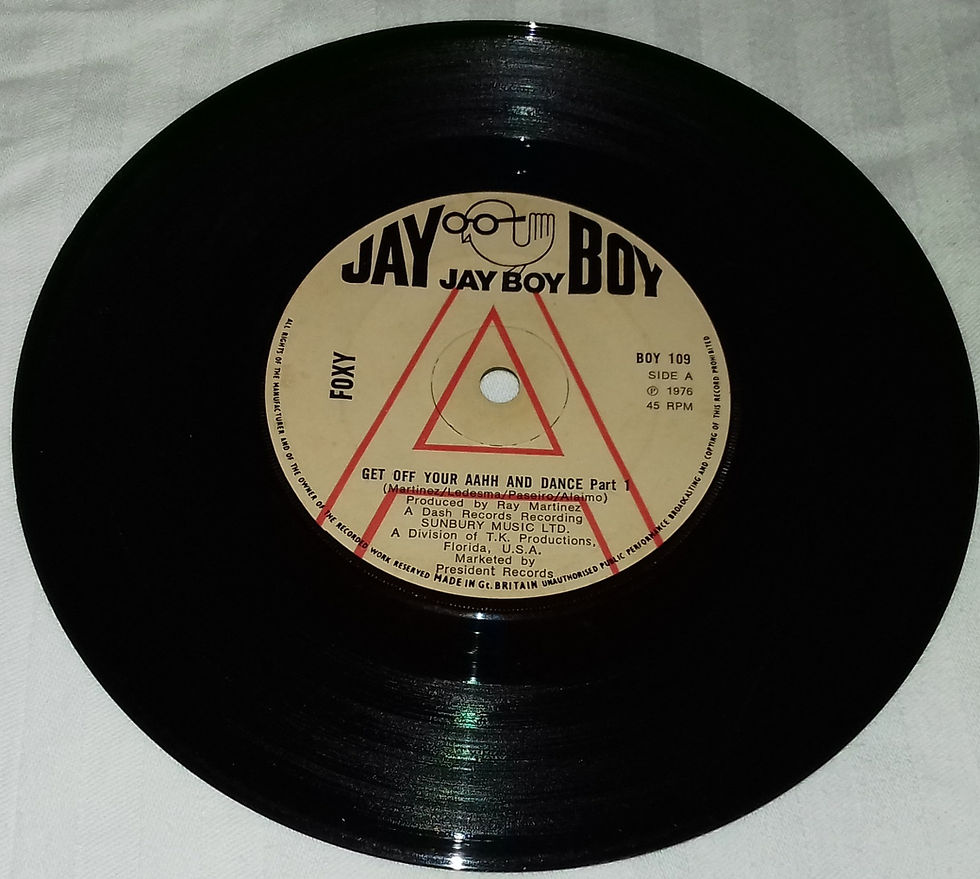 JAY BOY
JAY BOY
FOXY
BOY 109
SIDE A
Ⓟ 1976
45 RPM
A
GET OFF YOUR AAHH AND DANCE Part 1
(Martinez/Ledesma/Paseiro/Alaimo)
Produced by Ray Martinez
A Dash Records Recording
SUNBURY MUSIC LTD.
A Division of T.K. Productions,
Florida, U.S.A.
Marketed by
President Records
ALL RIGHTS OF THE MANUFACTURER AND OF THE OWNER OF THE RECORDED WORK RESERVED MADE IN Gt. BRITAIN UNAUTHORISED PUBLIC PERFORMANCE BROADCASTING AND COPYING OF THIS RECORD PROHIBITED